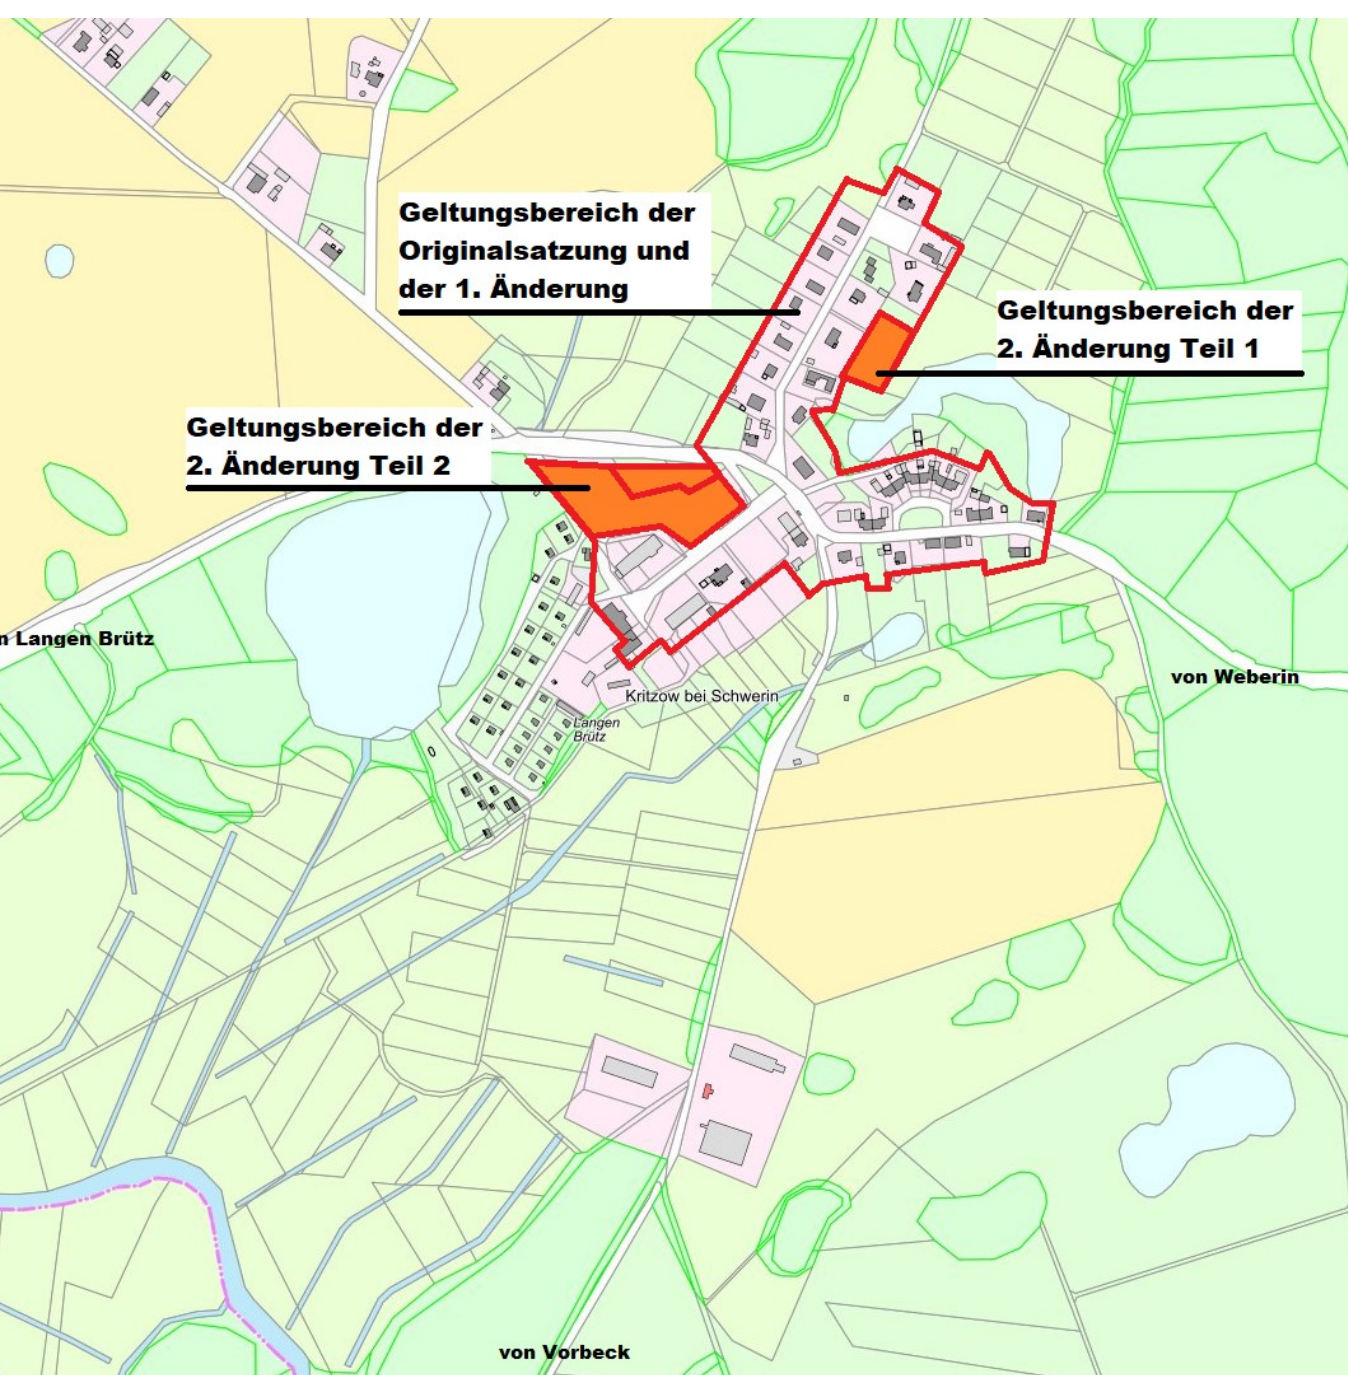 Geltungsbereich der
Originalsatzung und
der 1. Änderung
Geltungsbereich der
2. Änderung Teil 1
Geltungsbereich der
2. Änderung Teil 2
n Langen Brütz
von Weberin
Kritzow bei Schwerin
Langen
Brütz
von Vorbeck